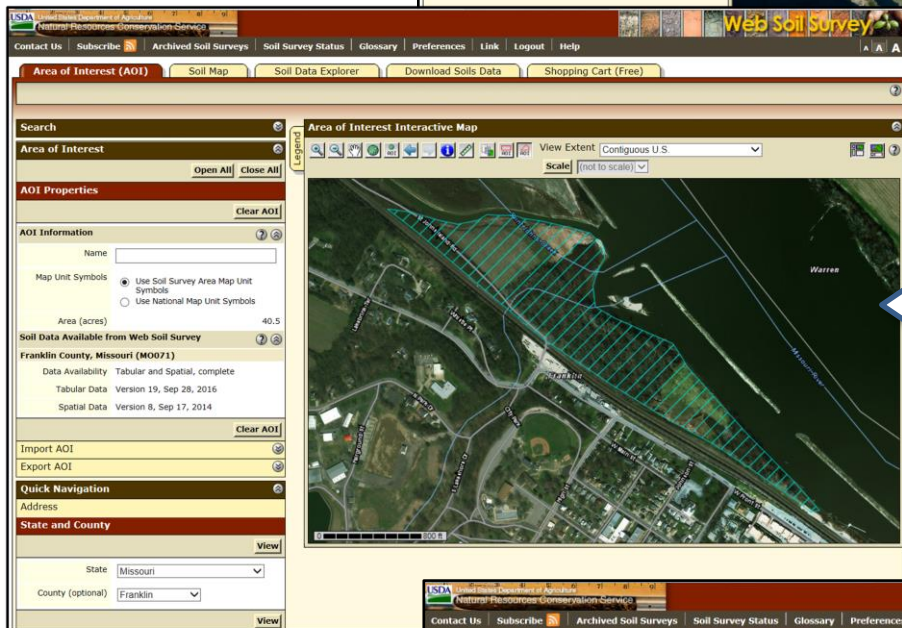 USDA United States Department of Agriculture
Natural Resources Conservation Service
Web Soil Survey
Contact Us | Subscribe | Archived Soil Surveys | Soil Survey Status | Glossary | Preferences | Link | Logout | Help
A A A
Area of Interest (AOI)
Soil Map
Soil Data Explorer
Download Soils Data
Shopping Cart (Free)
Search
Area of Interest
Open All Close All
AOI Properties
Clear AOI
AOI Information
Name
Map Unit Symbols
Use Soil Survey Area Map Unit
Symbols
Use National Map Unit Symbols
Area (acres) 40.5
Soil Data Available from Web Soil Survey
Franklin County, Missouri (MO071)
Data Availability Tabular and Spatial, complete
Tabular Data Version 19, Sep 28, 2016
Spatial Data Version 8, Sep 17, 2014
Clear AOI
Import AOI
Export AOI
Quick Navigation
Address
State and County
View
State Missouri
County (optional) Franklin
View
Legend
Area of Interest Interactive Map
View Extent Contiguous U.S.
Scale (not to scale)
Warren
Missouri River
Franklin
W Main St
W Front St
0 800 ft
USDA United States Department of Agriculture
Natural Resources Conservation Service
Contact Us | Subscribe | Archived Soil Surveys | Soil Survey Status | Glossary | Preferences